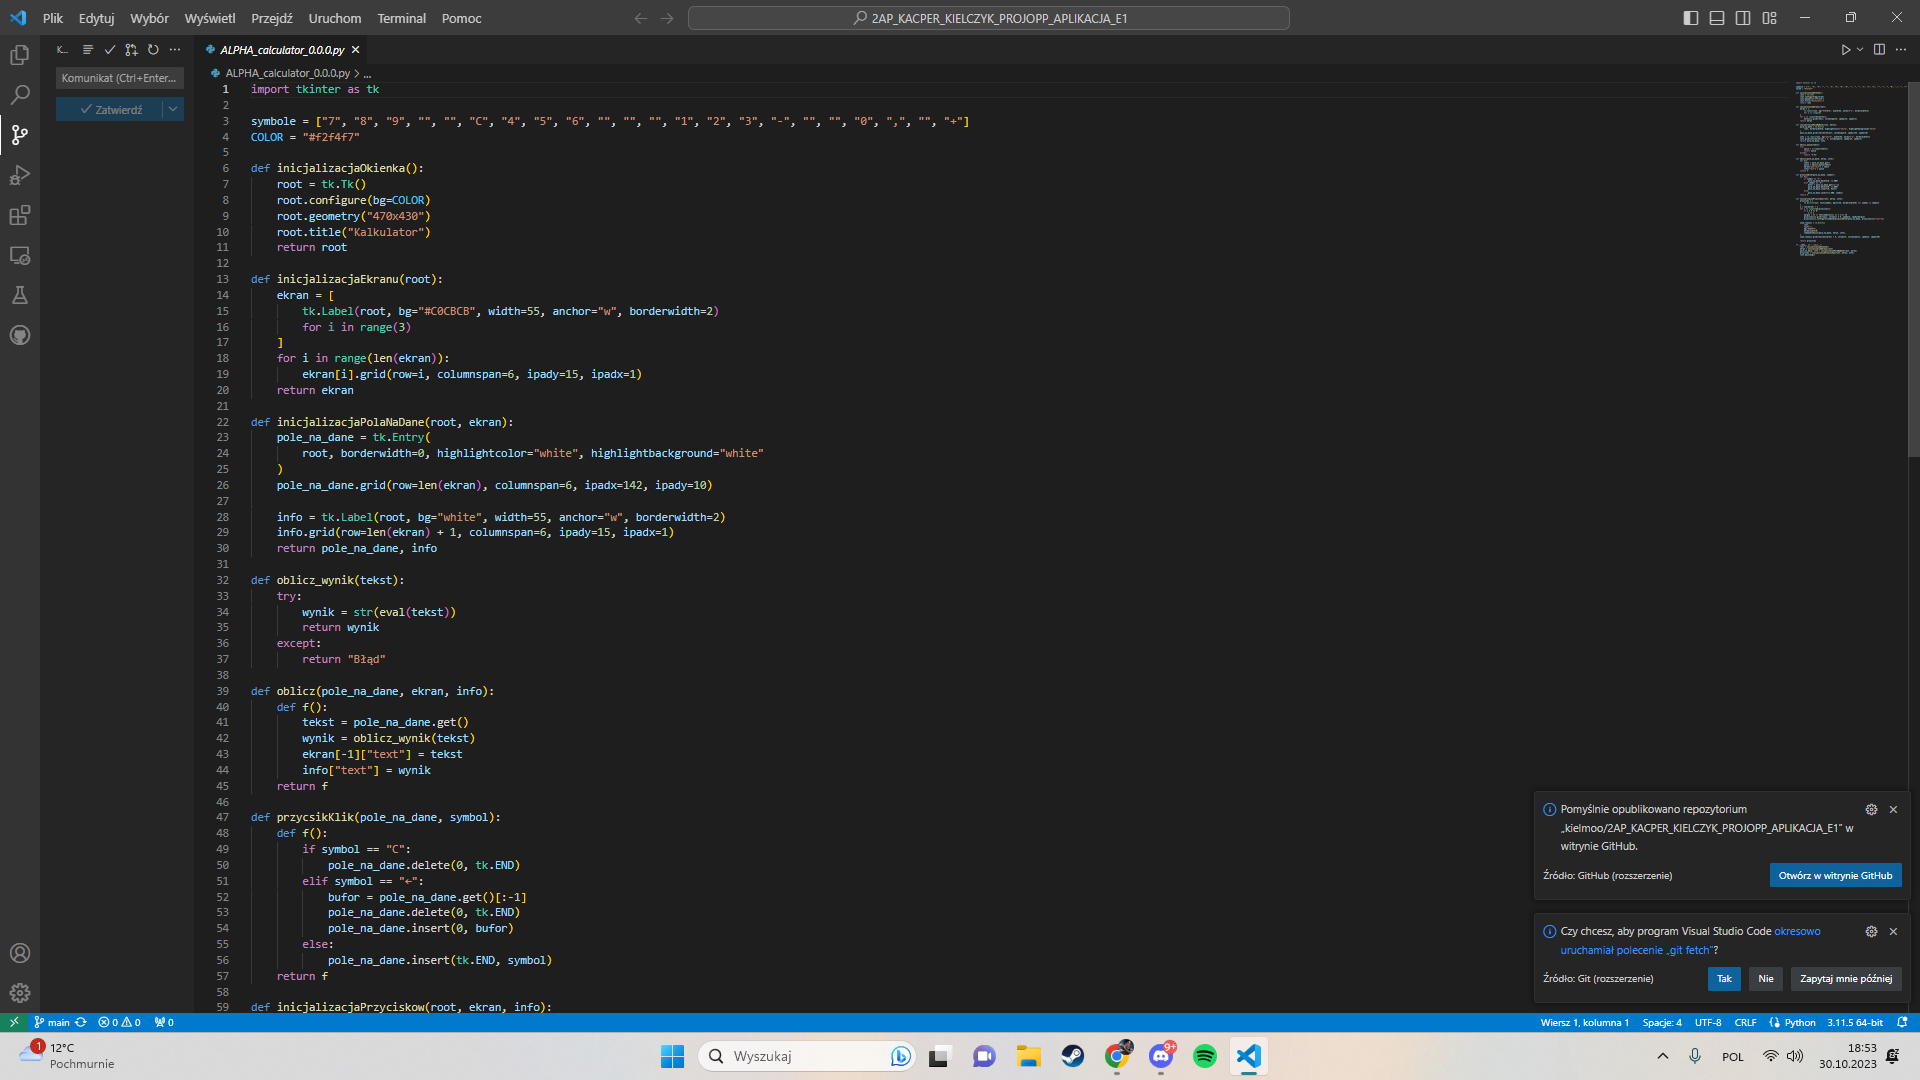 Plik Edytuj Wybór Wyświetl Przejdź Uruchom Terminal Pomoc
2AP_KACPER_KIELCZYK_PROJOPP_APLIKACJA_E1
K...
Komunikat (Ctrl+Enter...
Zatwierdź
ALPHA_calculator_0.0.0.py
ALPHA_calculator_0.0.0.py > ...
1 import tkinter as tk
2
3 symbole = ["7", "8", "9", "", "", "C", "4", "5", "6", "", "", "", "1", "2", "3", "-", "", "", "0", ",", "", "+"]
4 COLOR = "#f2f4f7"
5
6 def inicjalizacjaOkienka():
7 root = tk.Tk()
8 root.configure(bg=COLOR)
9 root.geometry("470x430")
10 root.title("Kalkulator")
11 return root
12
13 def inicjalizacjaEkranu(root):
14 ekran = [
15 tk.Label(root, bg="#C0CBCB", width=55, anchor="w", borderwidth=2)
16 for i in range(3)
17 ]
18 for i in range(len(ekran)):
19 ekran[i].grid(row=i, columnspan=6, ipady=15, ipadx=1)
20 return ekran
21
22 def inicjalizacjaPolaNaDane(root, ekran):
23 pole_na_dane = tk.Entry(
24 root, borderwidth=0, highlightcolor="white", highlightbackground="white"
25 )
26 pole_na_dane.grid(row=len(ekran), columnspan=6, ipadx=142, ipady=10)
27
28 info = tk.Label(root, bg="white", width=55, anchor="w", borderwidth=2)
29 info.grid(row=len(ekran) + 1, columnspan=6, ipady=15, ipadx=1)
30 return pole_na_dane, info
31
32 def oblicz_wynik(tekst):
33 try:
34 wynik = str(eval(tekst))
35 return wynik
36 except:
37 return "Błąd"
38
39 def oblicz(pole_na_dane, ekran, info):
40 def f():
41 tekst = pole_na_dane.get()
42 wynik = oblicz_wynik(tekst)
43 ekran[-1]["text"] = tekst
44 info["text"] = wynik
45 return f
46
47 def przycsikKlik(pole_na_dane, symbol):
48 def f():
49 if symbol == "C":
50 pole_na_dane.delete(0, tk.END)
51 elif symbol == "←":
52 bufor = pole_na_dane.get()[:-1]
53 pole_na_dane.delete(0, tk.END)
54 pole_na_dane.insert(0, bufor)
55 else:
56 pole_na_dane.insert(tk.END, symbol)
57 return f
58
59 def inicjalizacjaPrzyciskow(root, ekran, info):
Pomyślnie opublikowano repozytorium
„kielmoo/2AP_KACPER_KIELCZYK_PROJOPP_APLIKACJA_E1” w
witrynie GitHub.
Źródło: GitHub (rozszerzenie)
Otwórz w witrynie GitHub
Czy chcesz, aby program Visual Studio Code okresowo
uruchamiał polecenie „git fetch”?
Źródło: Git (rozszerzenie)
Tak Nie Zapytaj mnie później
main 0 0 0
Wiersz 1, kolumna 1 Spacje: 4 UTF-8 CRLF Python 3.11.5 64-bit
1
12°C
Pochmurnie
Wyszukaj
9+
POL
18:53
30.10.2023